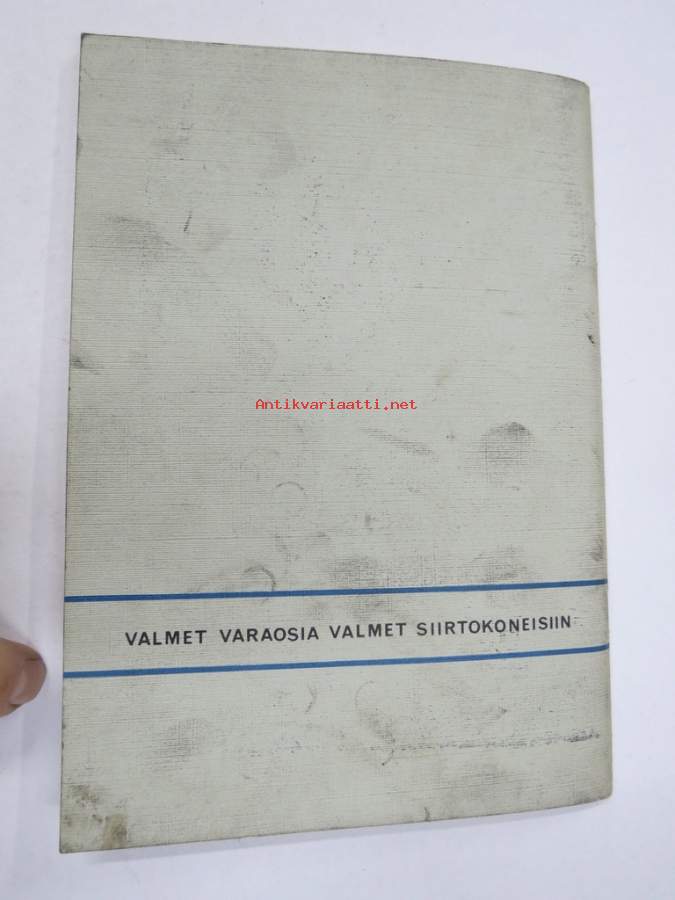 Antikvariaatti.net
VALMET VARAOSIA VALMET SIIRTOKONEISIIN